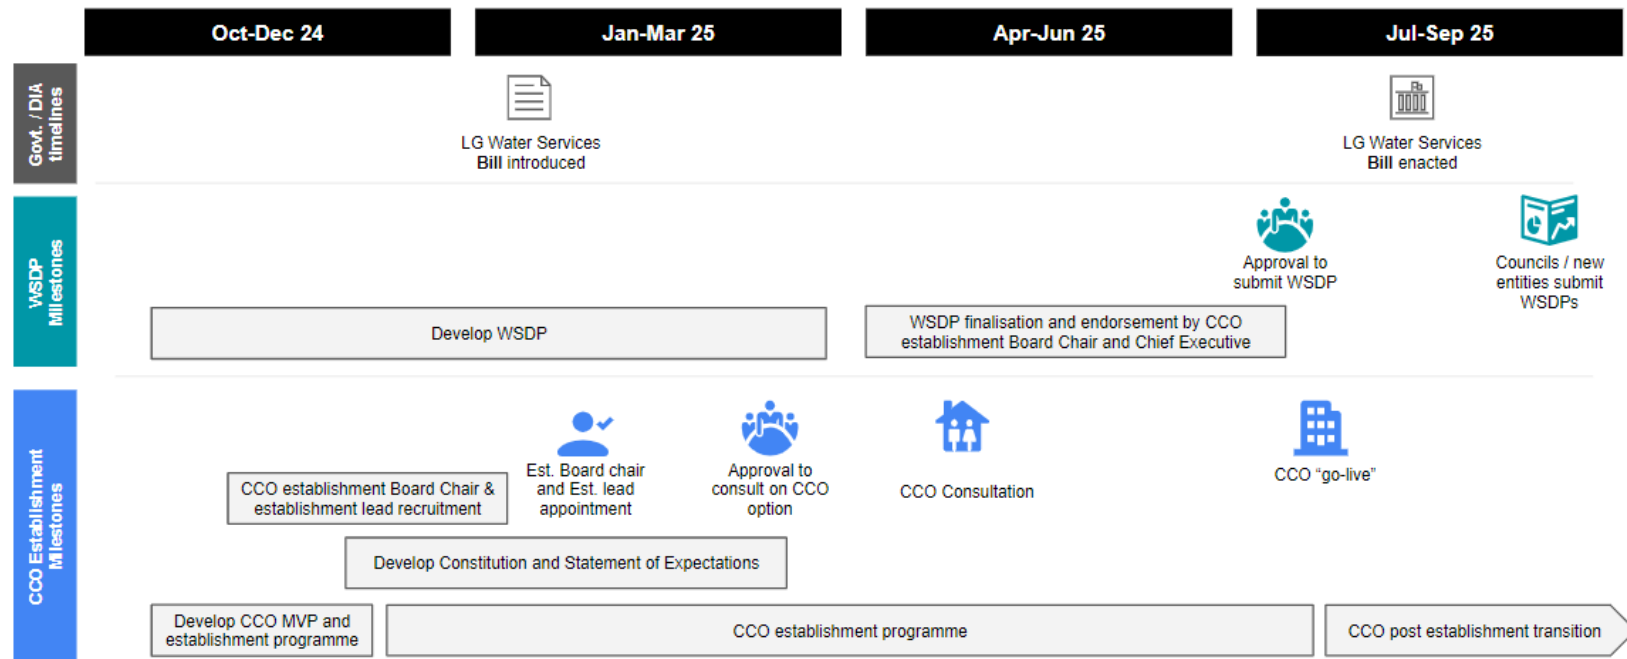 Oct-Dec 24
Jan-Mar 25
Apr-Jun 25
Jul-Sep 25
Govt. / DIA
timelines
LG Water Services
Bill introduced
LG Water Services
Bill enacted
WSDP
Milestones
Approval to
submit WSDP
Councils / new
entities submit
WSDPs
Develop WSDP
WSDP finalisation and endorsement by CCO
establishment Board Chair and Chief Executive
CCO Establishment
Milestones
CCO establishment Board Chair &
establishment lead recruitment
Est. Board chair
and Est. lead
appointment
Approval to
consult on CCO
option
CCO Consultation
CCO “go-live”
Develop Constitution and Statement of Expectations
Develop CCO MVP and
establishment programme
CCO establishment programme
CCO post establishment transition